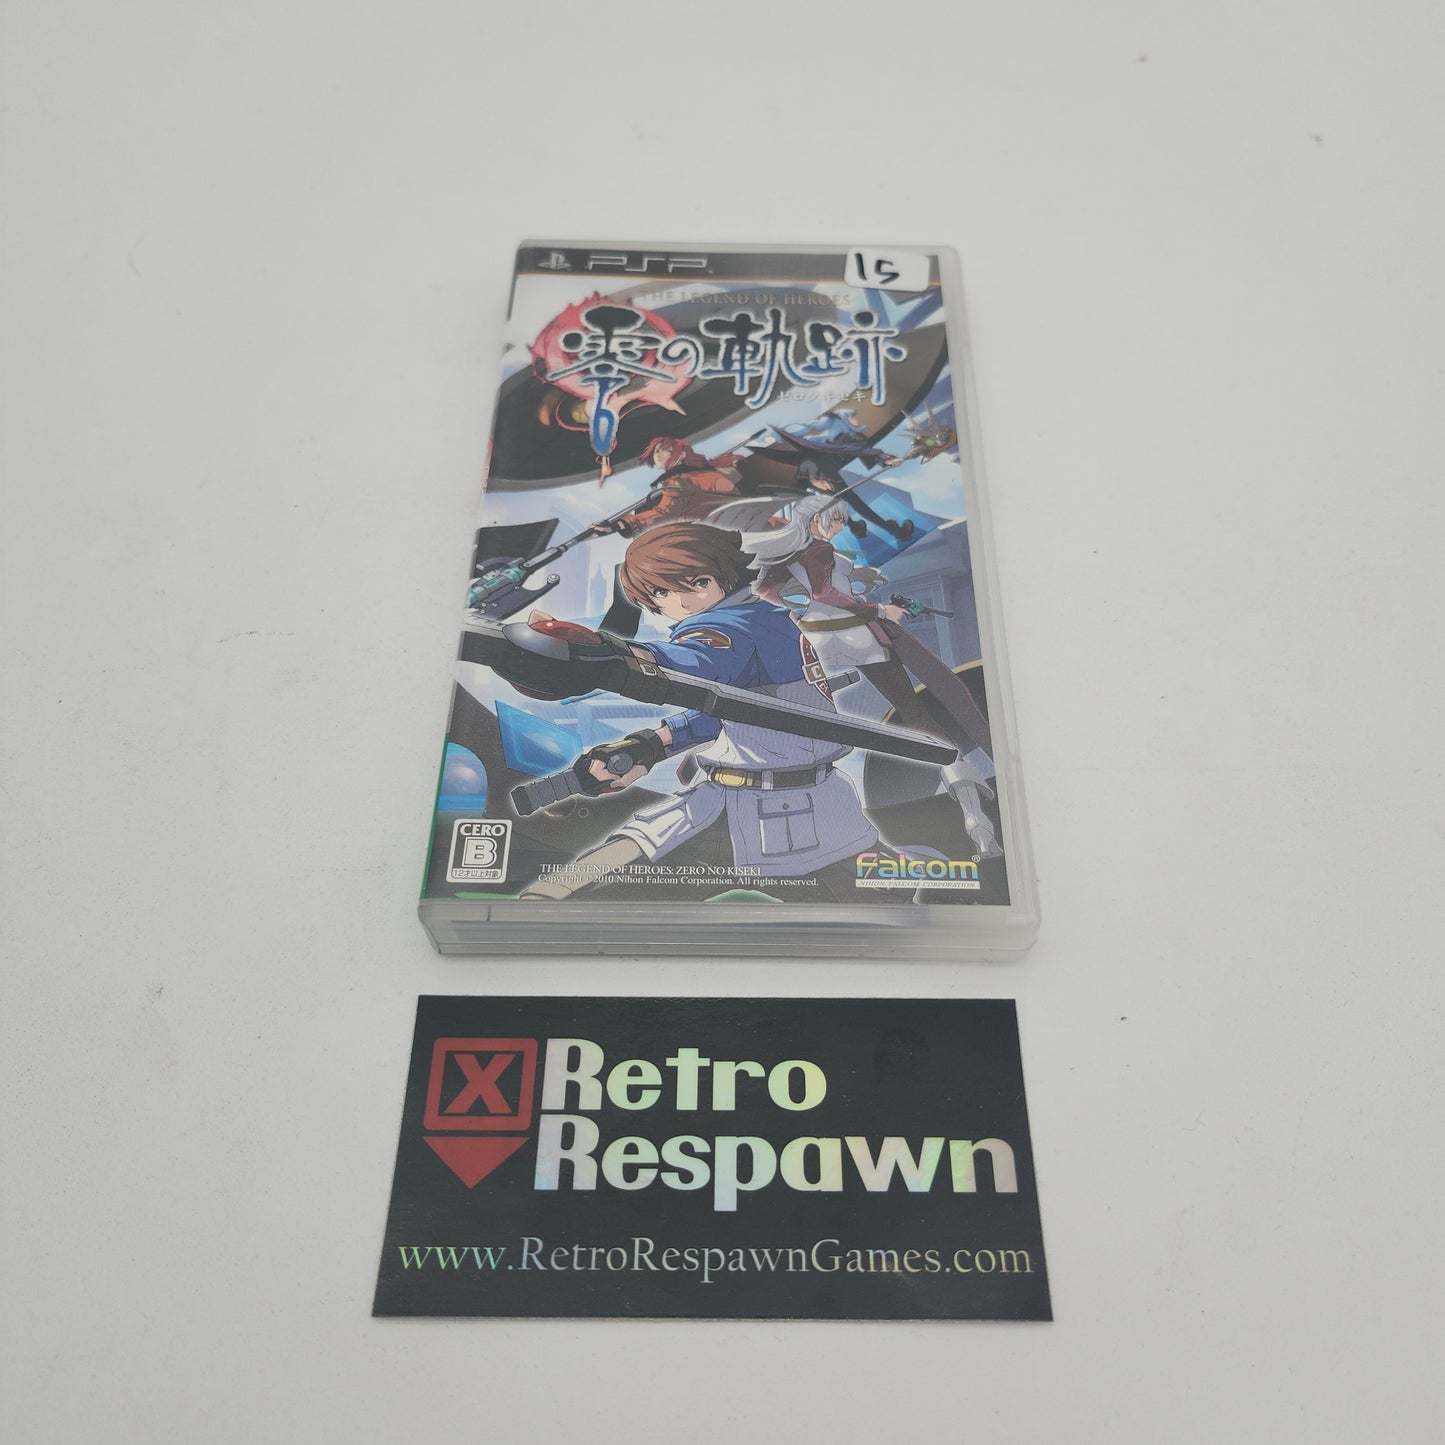 PSP
15
THE LEGEND OF HEROES
零の軌跡
ゼロノキセキ
CERO
B
12才以上対象
THE LEGEND OF HEROES: ZERO NO KISEKI
Copyright ©2010 Nihon Falcom Corporation. All rights reserved.
Falcom®
NIHON FALCOM CORPORATION
X Retro
Respawn
www.RetroRespawnGames.com